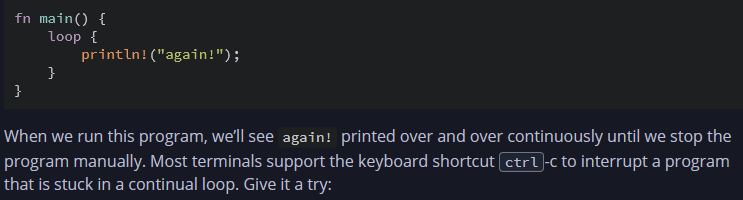 fn main() {
    loop {
        println!("again!");
    }
}
When we run this program, we’ll see again! printed over and over continuously until we stop the
program manually. Most terminals support the keyboard shortcut ctrl-c to interrupt a program
that is stuck in a continual loop. Give it a try: